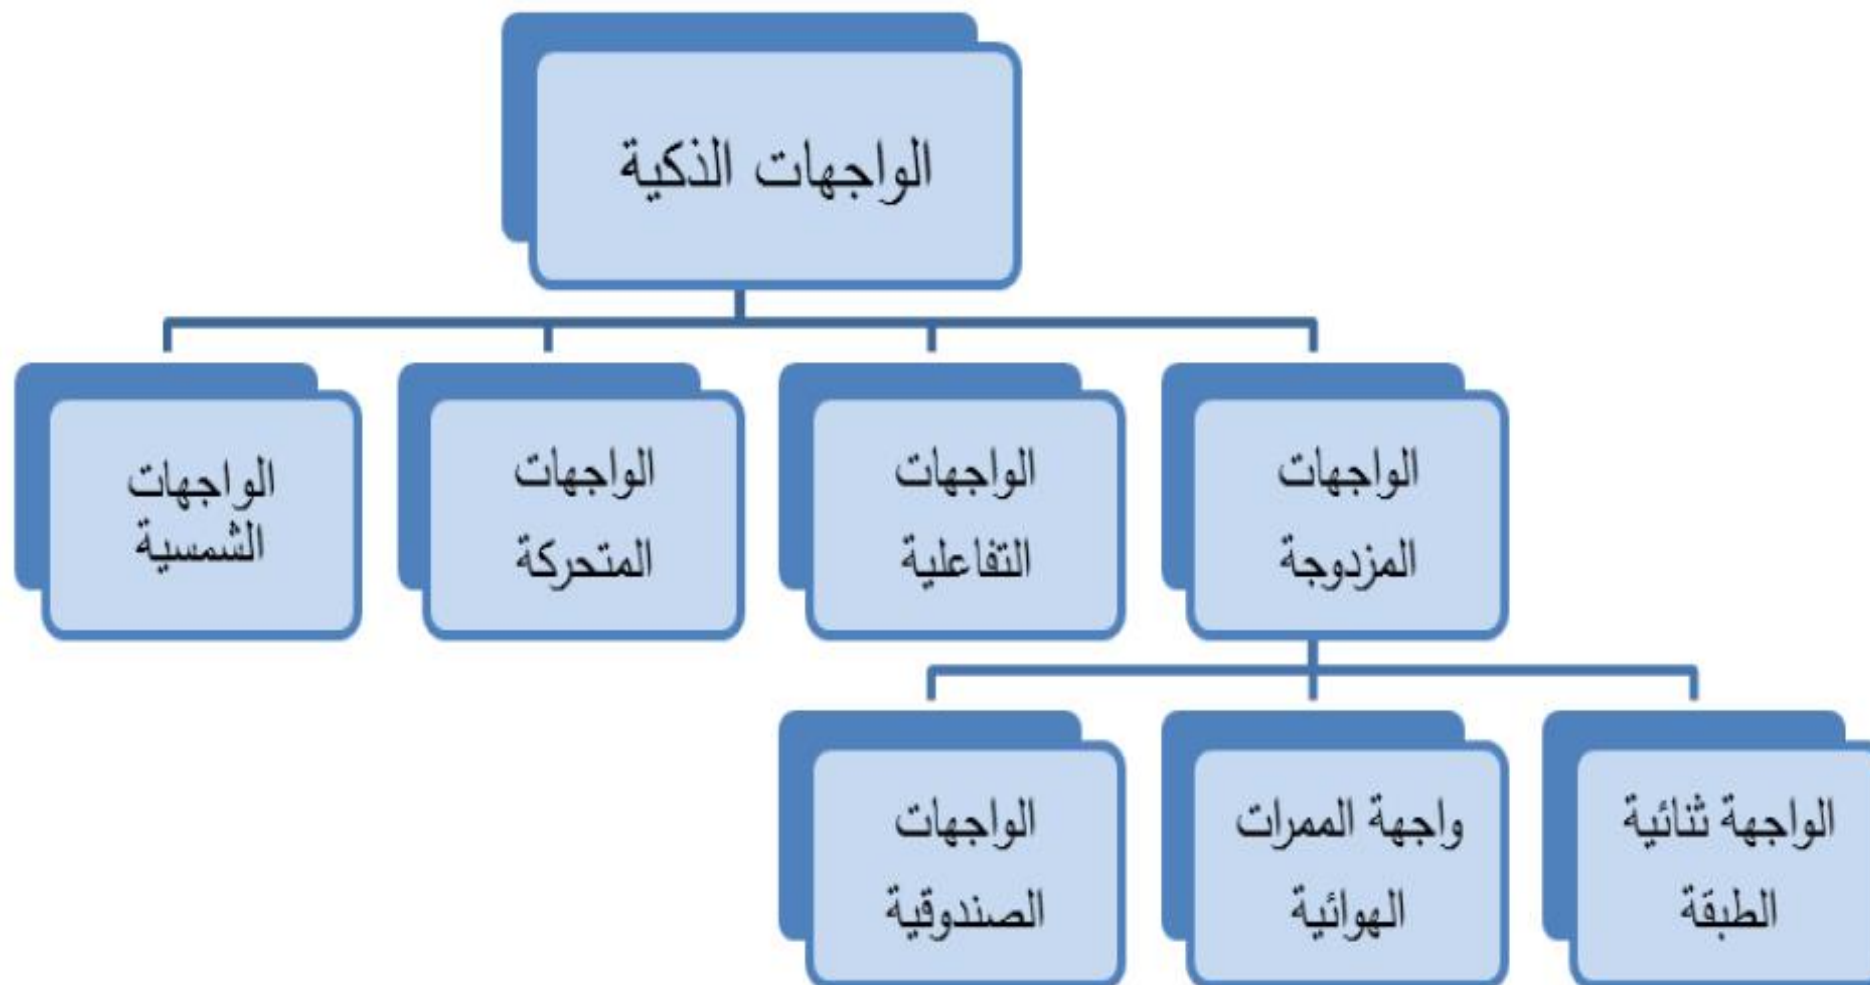 الواجهات الذكية
الواجهات
المزدوجة
الواجهات
التفاعلية
الواجهات
المتحركة
الواجهات
الشمسية
الواجهة ثنائية
الطبقة
واجهة الممرات
الهوائية
الواجهات
الصندوقية